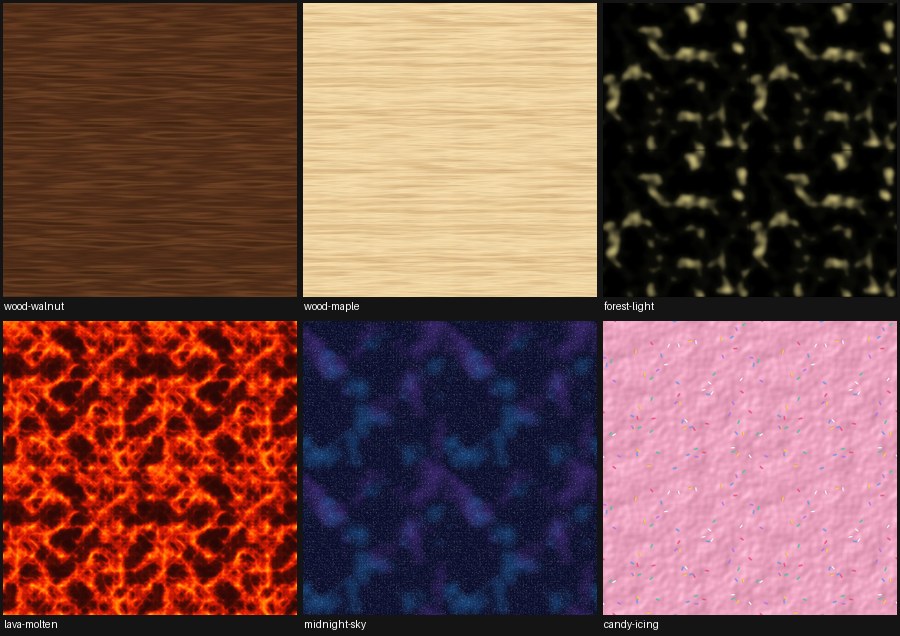 wood-walnut
wood-maple
forest-light
lava-molten
midnight-sky
candy-icing